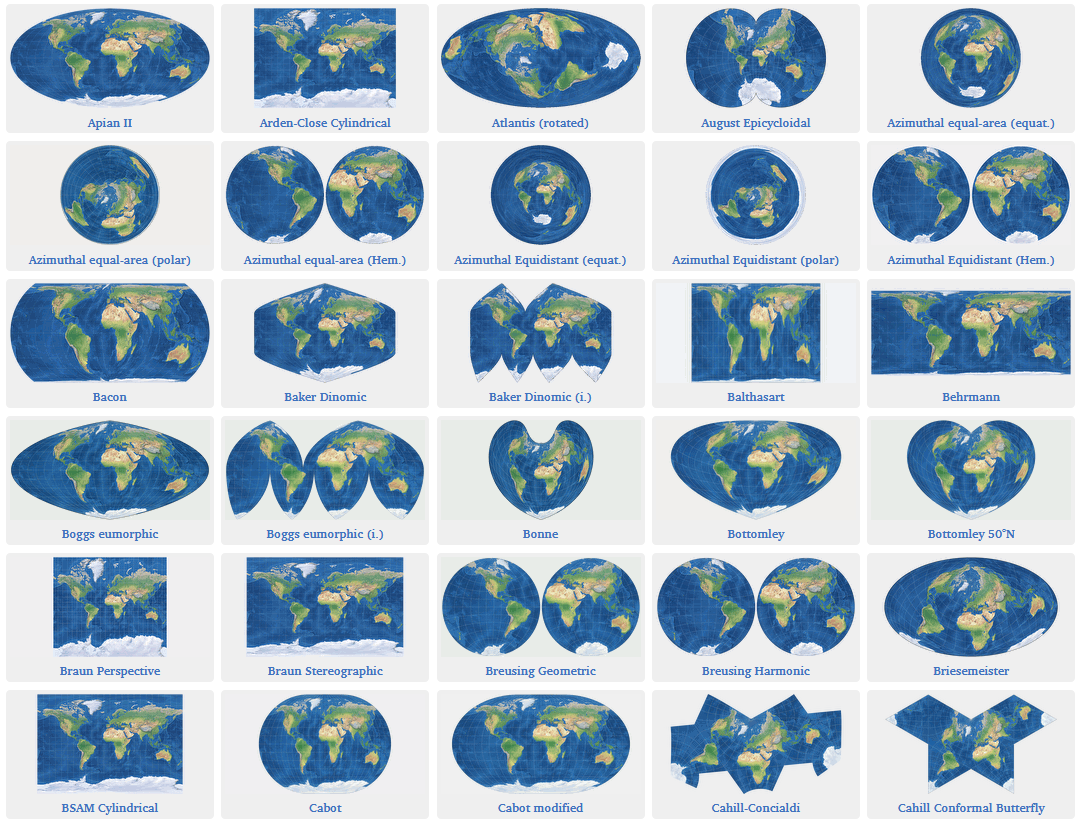 Apian II
Arden-Close Cylindrical
Atlantis (rotated)
August Epicycloidal
Azimuthal equal-area (equat.)
Azimuthal equal-area (polar)
Azimuthal equal-area (Hem.)
Azimuthal Equidistant (equat.)
Azimuthal Equidistant (polar)
Azimuthal Equidistant (Hem.)
Bacon
Baker Dinomic
Baker Dinomic (i.)
Balthasart
Behrmann
Boggs eumorphic
Boggs eumorphic (i.)
Bonne
Bottomley
Bottomley 50°N
Braun Perspective
Braun Stereographic
Breusing Geometric
Breusing Harmonic
Briesemeister
BSAM Cylindrical
Cabot
Cabot modified
Cahill-Concialdi
Cahill Conformal Butterfly